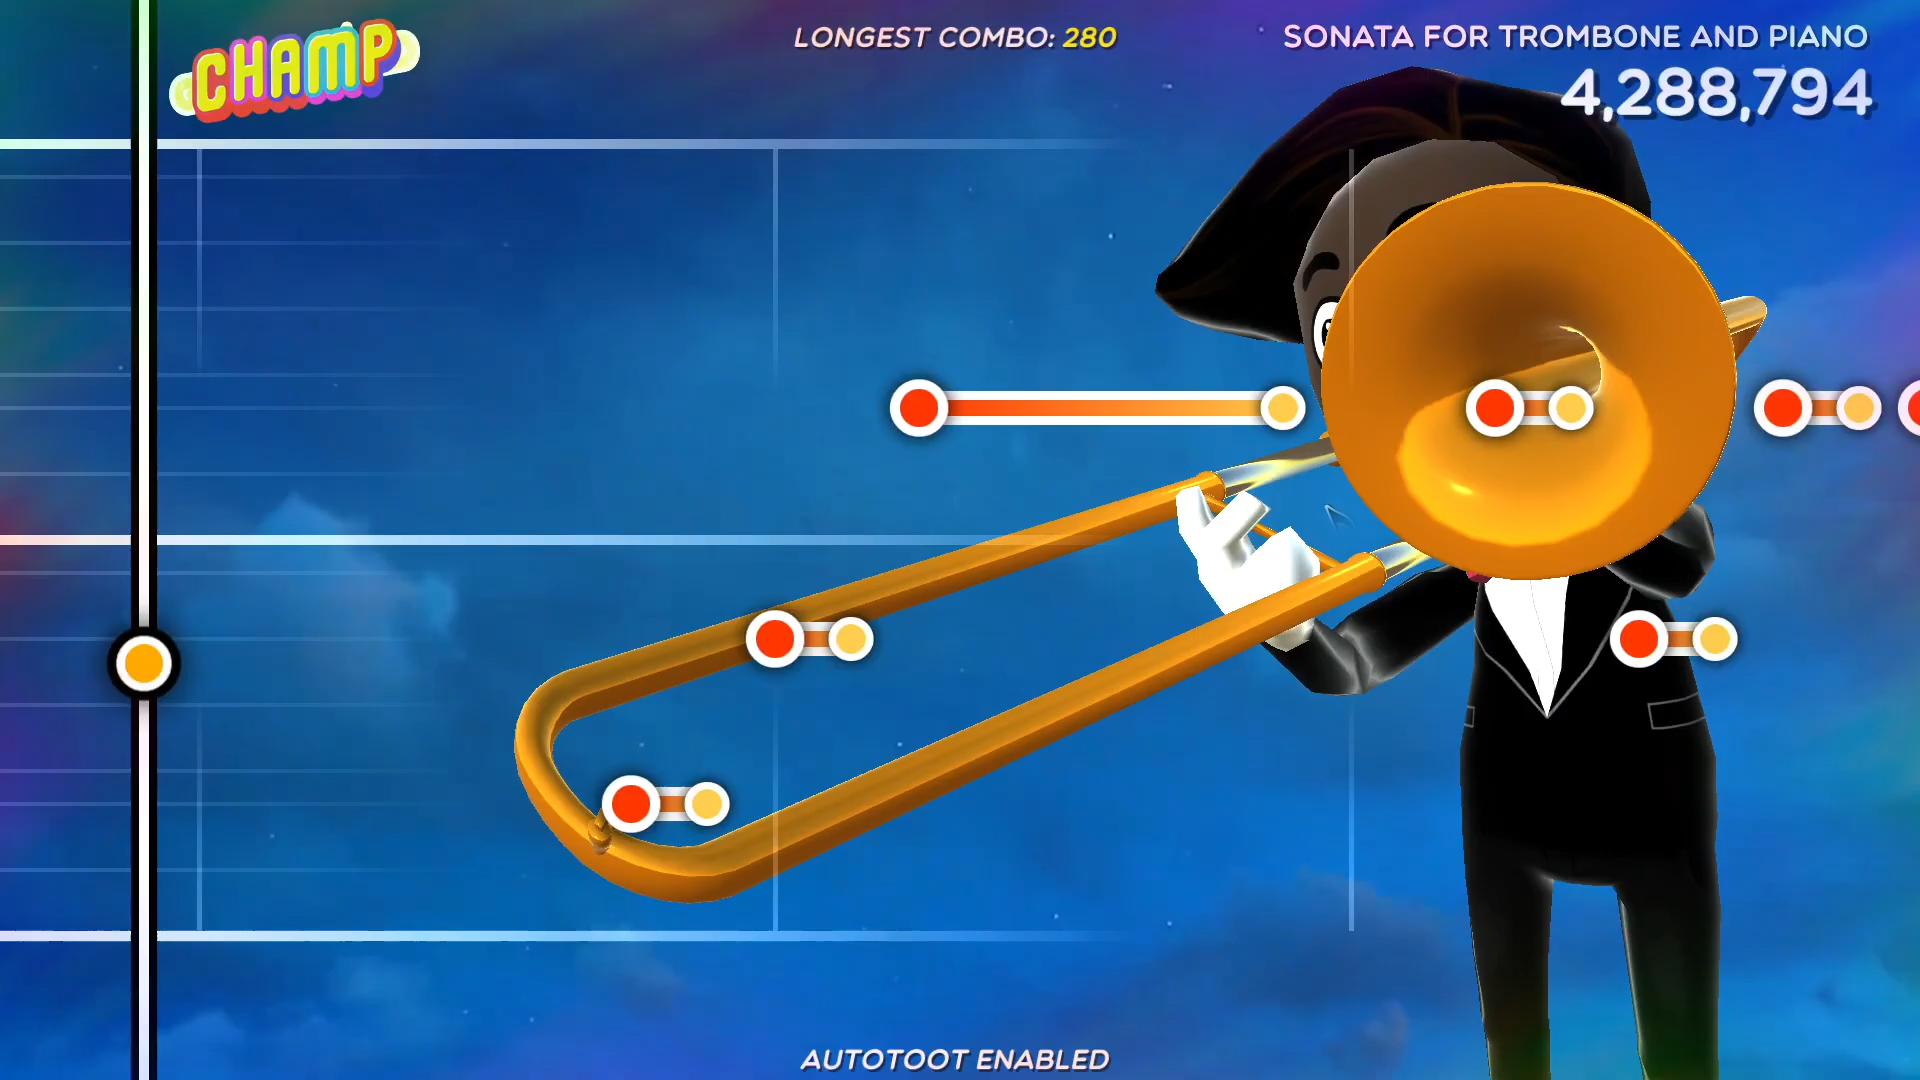 CHAMP
LONGEST COMBO: 280
SONATA FOR TROMBONE AND PIANO
4,288,794
AUTOTOOT ENABLED